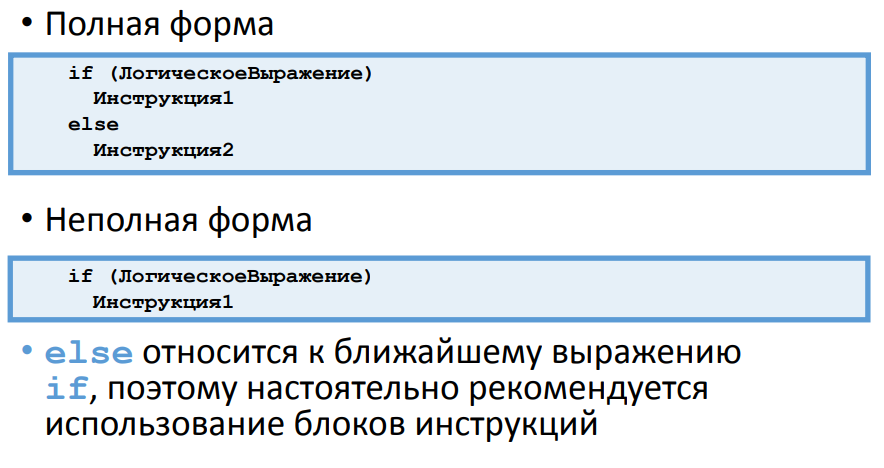 • Полная форма
if (ЛогическоеВыражение)
Инструкция1
else
Инструкция2
• Неполная форма
if (ЛогическоеВыражение)
Инструкция1
• else относится к ближайшему выражению
if, поэтому настоятельно рекомендуется
использование блоков инструкций